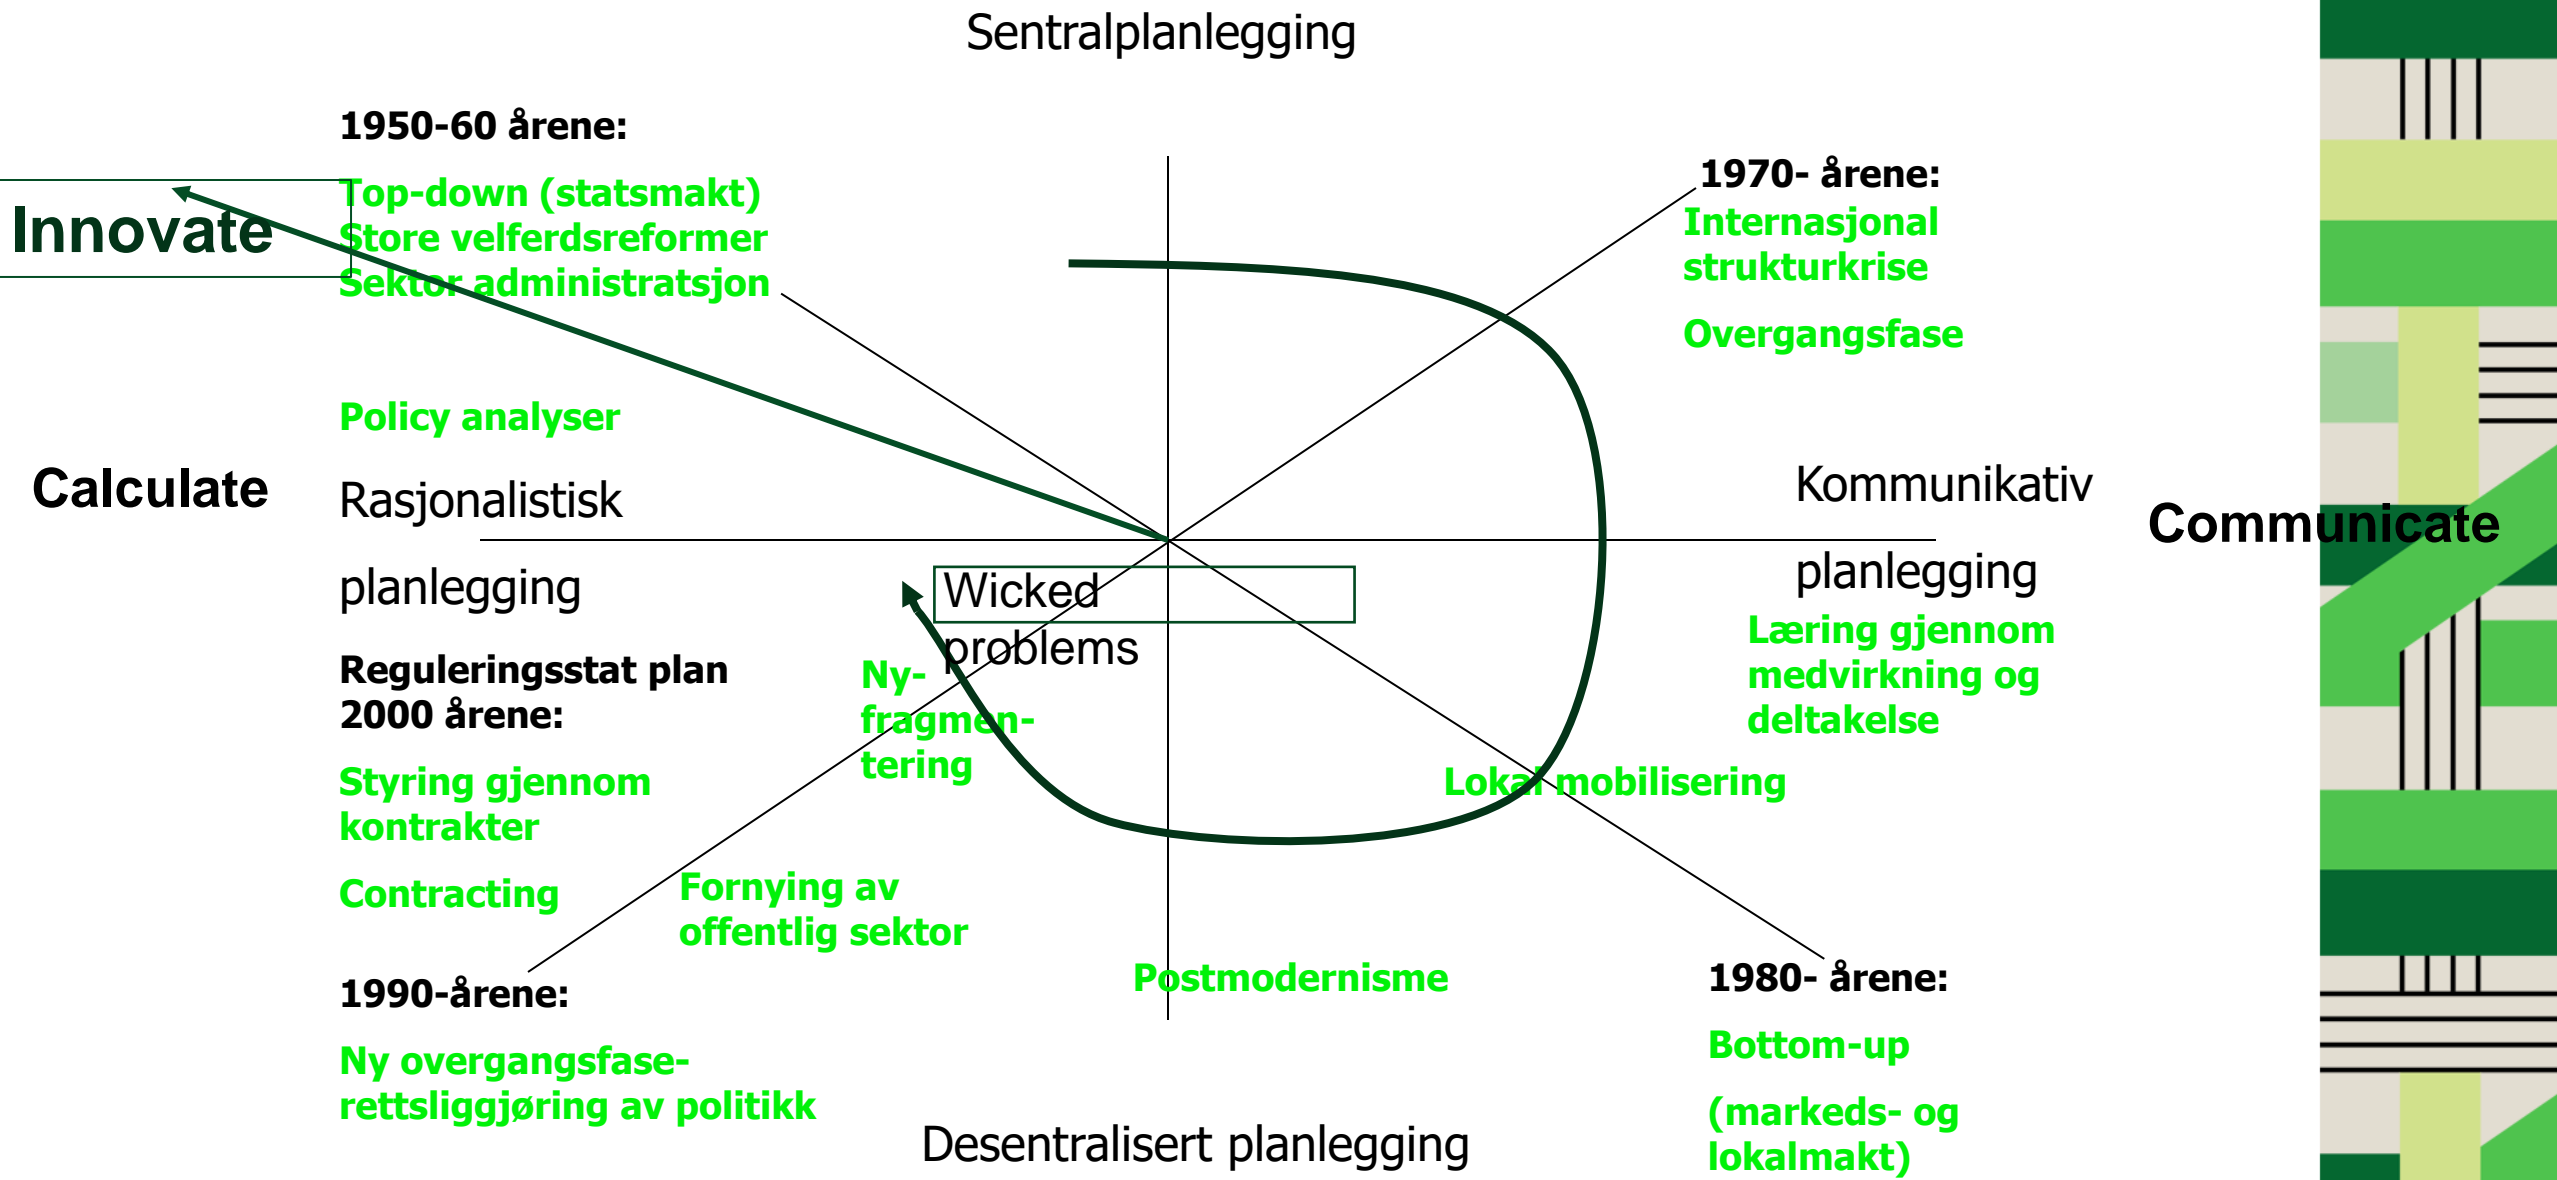 Sentralplanlegging
1950-60 årene:
Top-down (statsmakt)
Store velferdsreformer
Sektor administratsjon
Innovate
1970- årene:
Internasjonal
strukturkrise
Overgangsfase
Policy analyser
Calculate
Rasjonalistisk
planlegging
Kommunikativ
planlegging
Communicate
Wicked
problems
Læring gjennom
medvirkning og
deltakelse
Reguleringsstat plan
2000 årene:
Styring gjennom
kontrakter
Contracting
Ny-
fragmen-
tering
Lokal mobilisering
Fornying av
offentlig sektor
Postmodernisme
1990-årene:
Ny overgangsfase-
rettsliggjøring av politikk
1980- årene:
Bottom-up
(markeds- og
lokalmakt)
Desentralisert planlegging